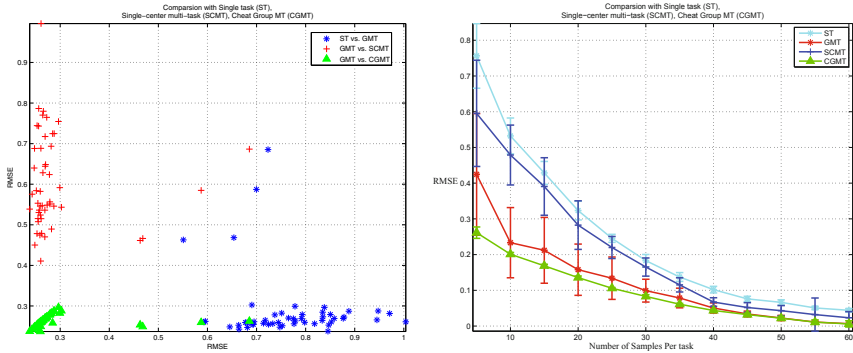 Comparsion with Single task (ST),
Single-center multi-task (SCMT), Cheat Group MT (CGMT)
ST vs. GMT
GMT vs. SCMT
GMT vs. CGMT
RMSE
0.9
0.8
0.7
0.6
0.5
0.4
0.3
0.3 0.4 0.5 0.6 0.7 0.8 0.9 1
RMSE
Comparsion with Single task (ST),
Single-center multi-task (SCMT), Cheat Group MT (CGMT)
ST
GMT
SCMT
CGMT
RMSE
0.8
0.7
0.6
0.5
0.4
0.3
0.2
0.1
0
10 20 30 40 50 60
Number of Samples Per task